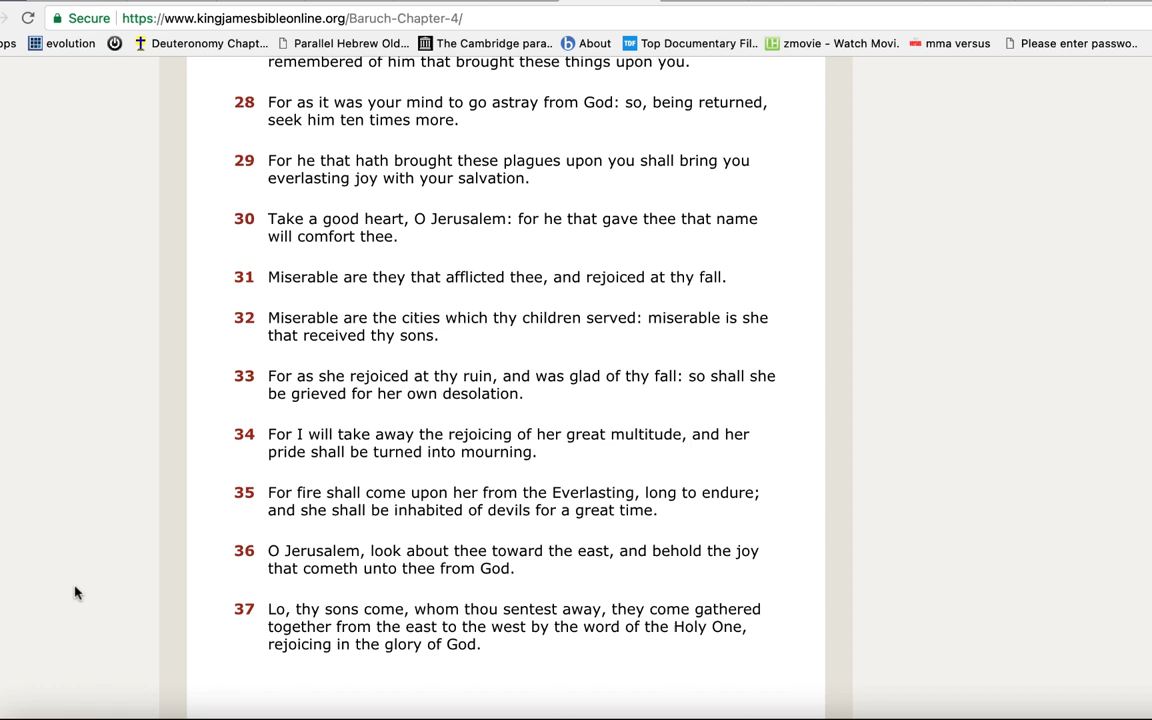 Secure https://www.kingjamesbibleonline.org/Baruch-Chapter-4/
ops evolution Deuteronomy Chapt... Parallel Hebrew Old... The Cambridge para.. About TDF Top Documentary Fil.. zmovie - Watch Movi. mma versus Please enter passwo..
remembered of him that brought these things upon you.
28 For as it was your mind to go astray from God: so, being returned,
seek him ten times more.
29 For he that hath brought these plagues upon you shall bring you
everlasting joy with your salvation.
30 Take a good heart, O Jerusalem: for he that gave thee that name
will comfort thee.
31 Miserable are they that afflicted thee, and rejoiced at thy fall.
32 Miserable are the cities which thy children served: miserable is she
that received thy sons.
33 For as she rejoiced at thy ruin, and was glad of thy fall: so shall she
be grieved for her own desolation.
34 For I will take away the rejoicing of her great multitude, and her
pride shall be turned into mourning.
35 For fire shall come upon her from the Everlasting, long to endure;
and she shall be inhabited of devils for a great time.
36 O Jerusalem, look about thee toward the east, and behold the joy
that cometh unto thee from God.
37 Lo, thy sons come, whom thou sentest away, they come gathered
together from the east to the west by the word of the Holy One,
rejoicing in the glory of God.